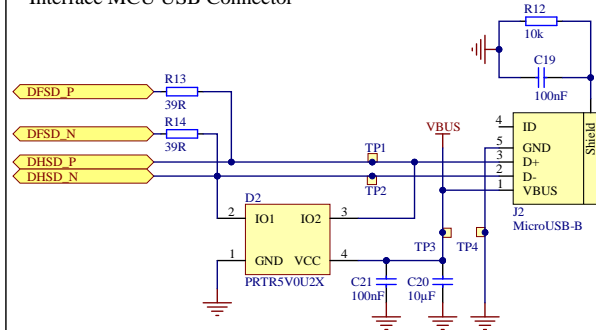 Interface MCU USB Connector
R12
10k
C19
100nF
R13
DFSD_P
39R
R14
DFSD_N
39R
DHSD_P
DHSD_N
TP1
TP2
VBUS
4 ID
5 GND
3 D+
2 D-
1 VBUS
Shield
J2
MicroUSB-B
D2
2 IO1 IO2 3
1 GND VCC 4
PRTR5V0U2X
TP3 TP4
C21
100nF
C20
10µF